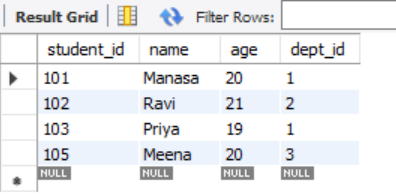 Result Grid Filter Rows:
student_id name age dept_id
101 Manasa 20 1
102 Ravi 21 2
103 Priya 19 1
105 Meena 20 3
NULL NULL NULL NULL